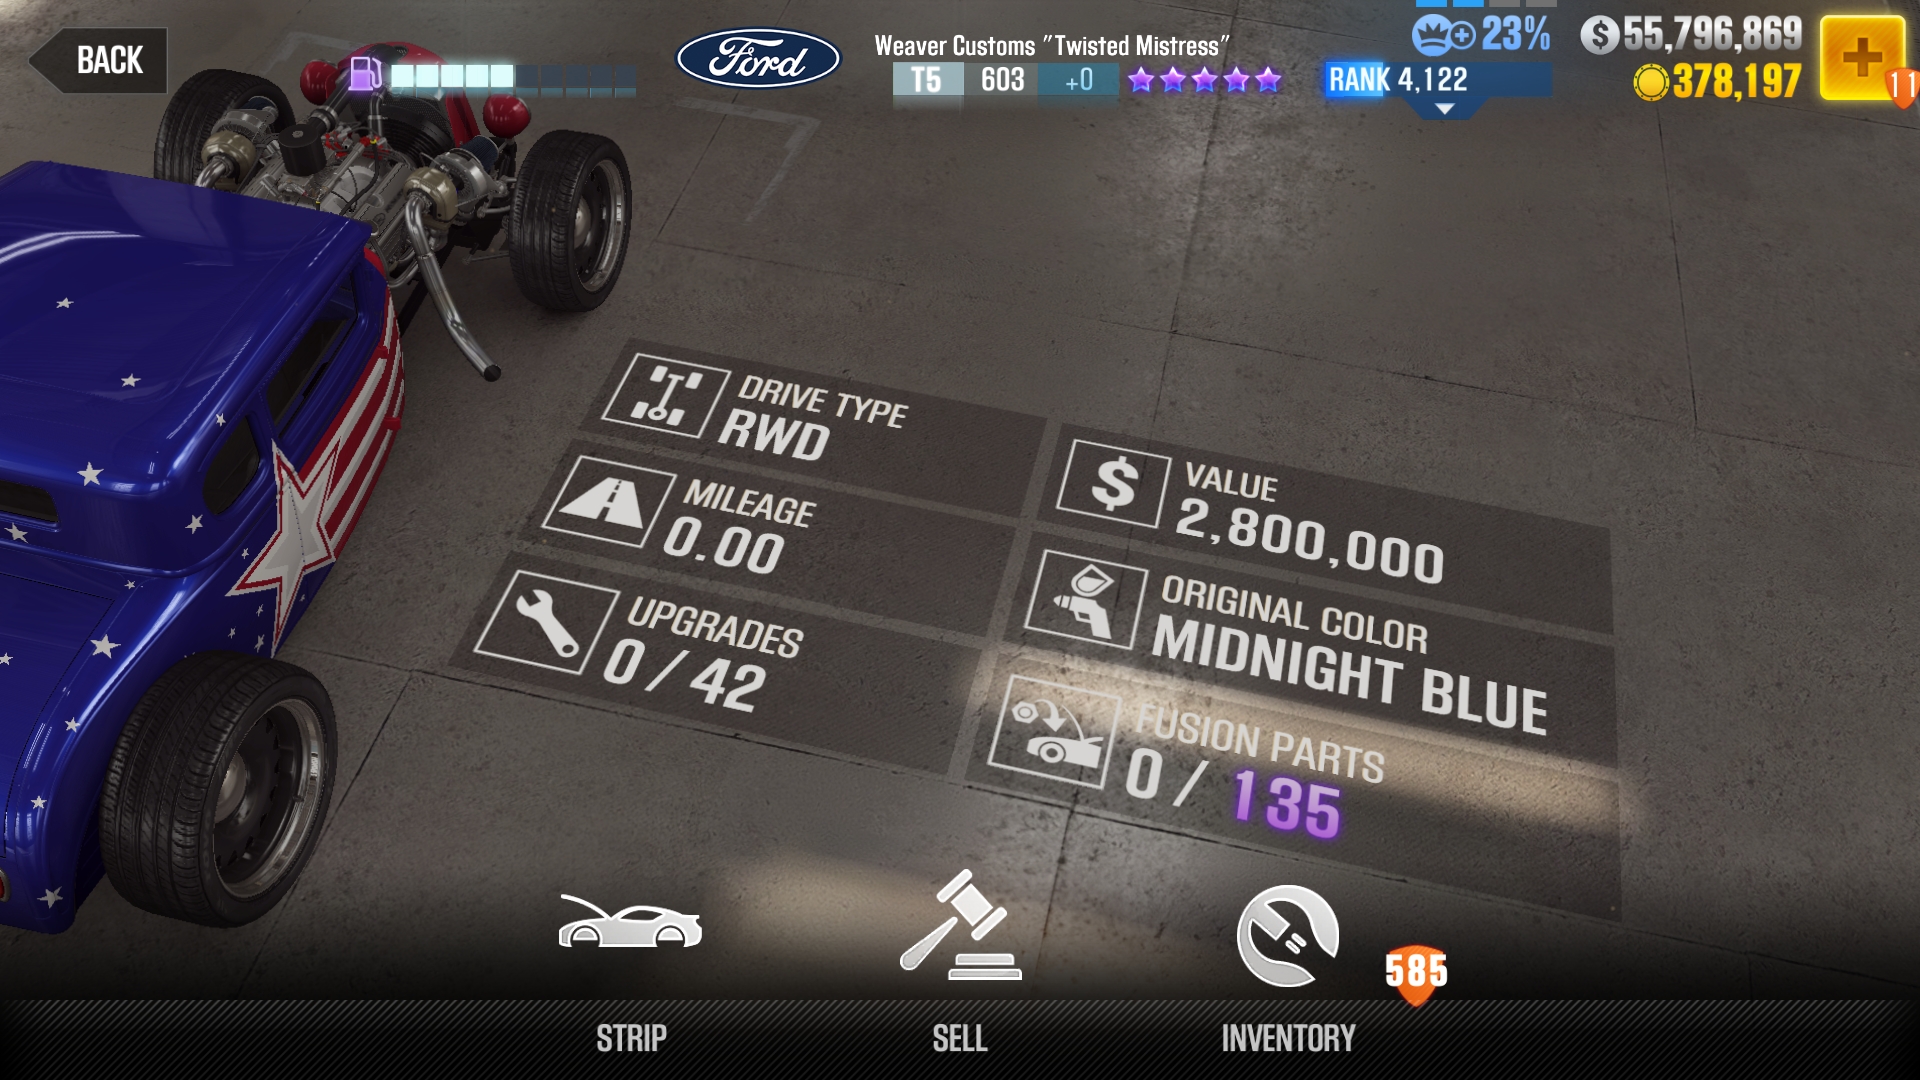 BACK
Ford
Weaver Customs "Twisted Mistress"
T5 603 +0
RANK 4,122
23%
55,796,869
378,197
11
DRIVE TYPE
RWD
MILEAGE
0.00
UPGRADES
0 / 42
$ VALUE
2,800,000
ORIGINAL COLOR
MIDNIGHT BLUE
FUSION PARTS
0 / 135
585
STRIP
SELL
INVENTORY